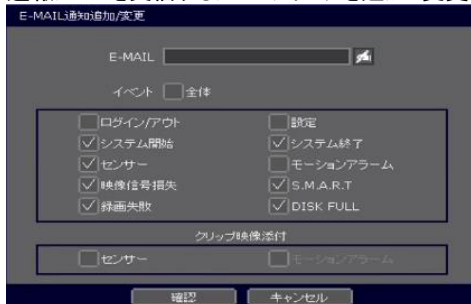 E-MAIL通知追加/変更
E-MAIL
イベント 全体
ログイン/アウト 設定
システム開始 システム終了
センサー モーションアラーム
映像信号損失 S.M.A.R.T
録画失敗 DISK FULL
クリップ映像添付
センサー モーションアラーム
確認 キャンセル